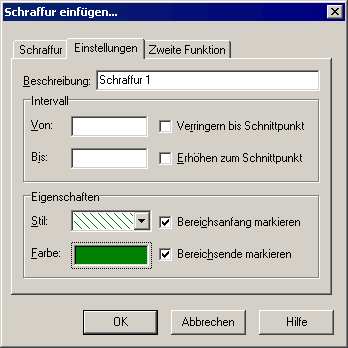 Schraffur einfügen...
Schraffur Einstellungen Zweite Funktion
Beschreibung: Schraffur 1
Intervall
Von: Verringern bis Schnittpunkt
Bis: Erhöhen zum Schnittpunkt
Eigenschaften
Stil: Bereichsanfang markieren
Farbe: Bereichsende markieren
OK Abbrechen Hilfe